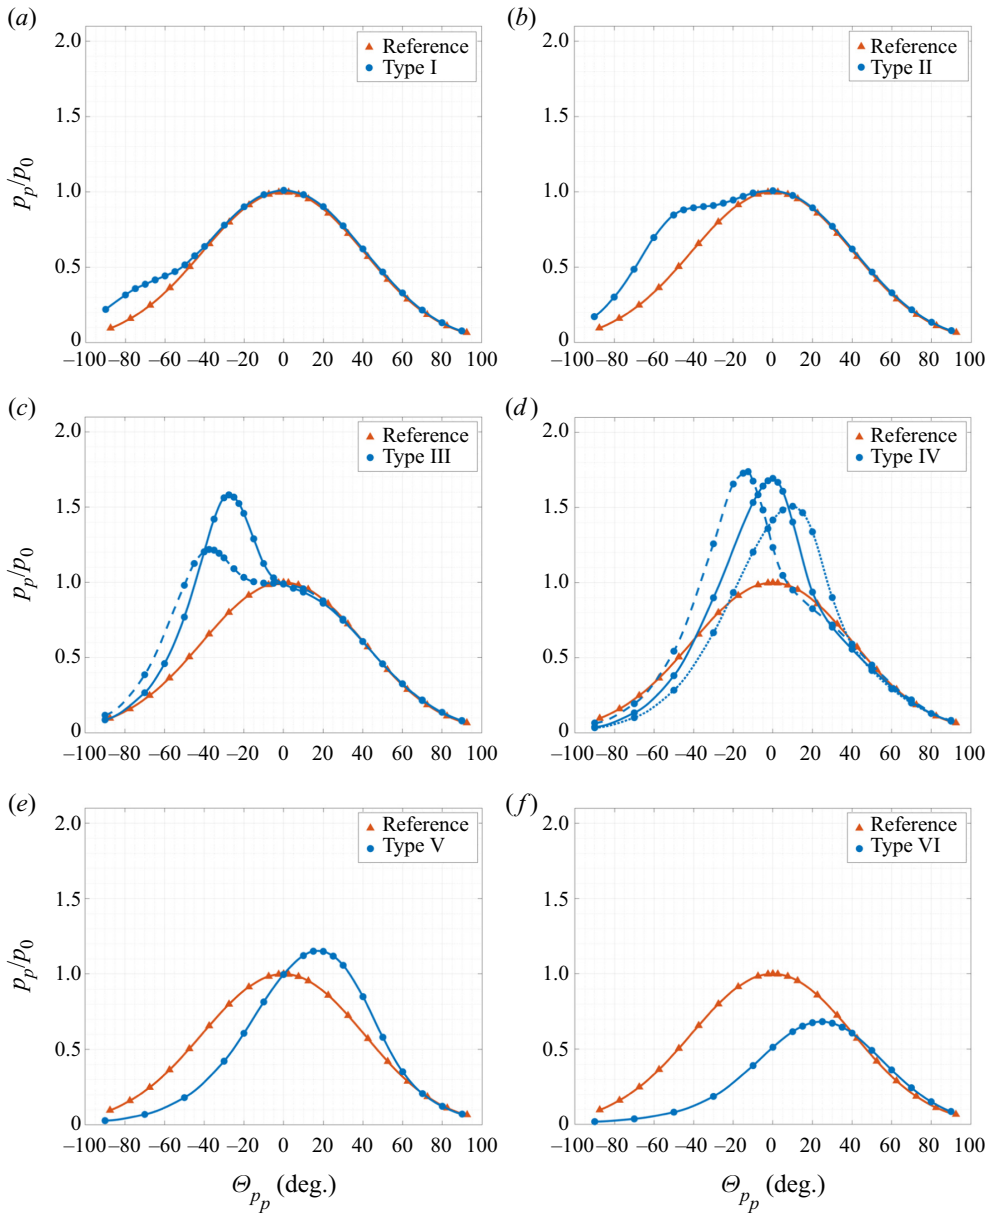 (a) (b)
2.0 2.0
Reference Reference
Type I Type II
1.5 1.5
p_p/p_0 1.0 1.0
0.5 0.5
0 0
–100 –80 –60 –40 –20 0 20 40 60 80 100 –100 –80 –60 –40 –20 0 20 40 60 80 100
(c) (d)
2.0 2.0
Reference Reference
Type III Type IV
1.5 1.5
p_p/p_0 1.0 1.0
0.5 0.5
0 0
–100 –80 –60 –40 –20 0 20 40 60 80 100 –100 –80 –60 –40 –20 0 20 40 60 80 100
(e) (f)
2.0 2.0
Reference Reference
Type V Type VI
1.5 1.5
p_p/p_0 1.0 1.0
0.5 0.5
0 0
–100 –80 –60 –40 –20 0 20 40 60 80 100 –100 –80 –60 –40 –20 0 20 40 60 80 100
Θ_{p_p} (deg.) Θ_{p_p} (deg.)